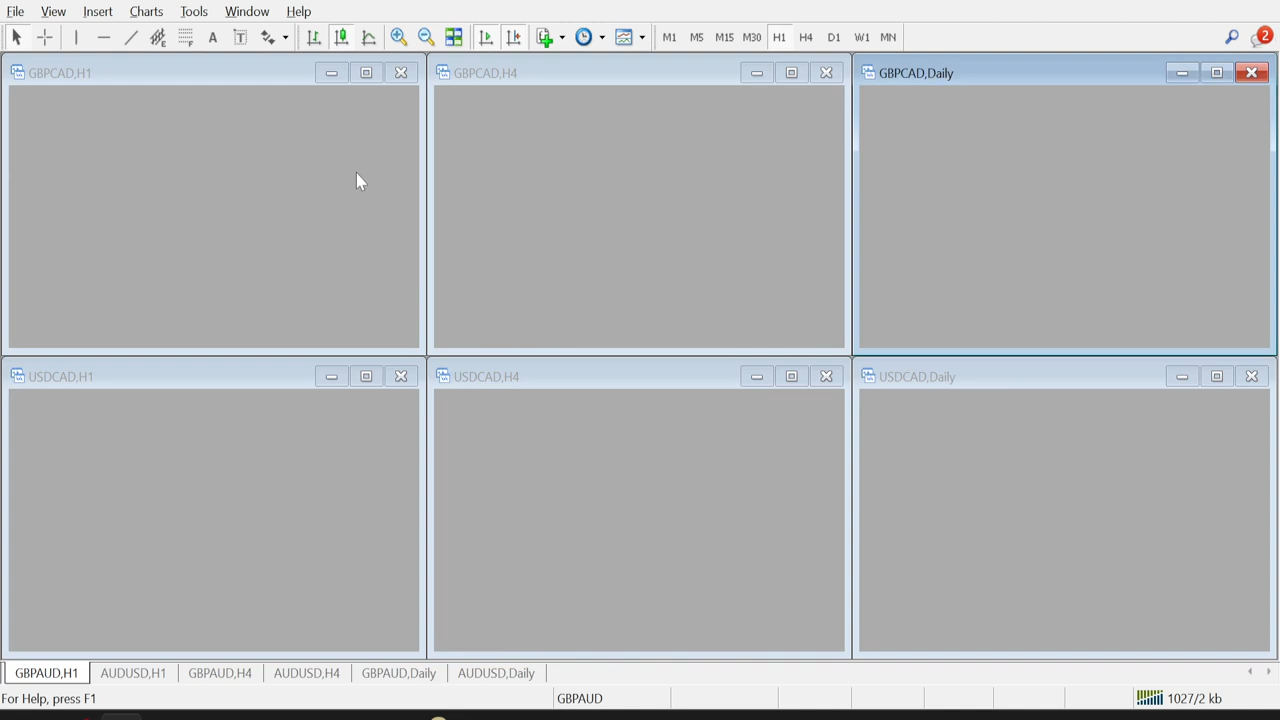 File View Insert Charts Tools Window Help
A T M1 M5 M15 M30 H1 H4 D1 W1 MN 2
GBPCAD,H1 GBPCAD,H4 GBPCAD,Daily
USDCAD,H1 USDCAD,H4 USDCAD,Daily
GBPAUD,H1 AUDUSD,H1 GBPAUD,H4 AUDUSD,H4 GBPAUD,Daily AUDUSD,Daily
For Help, press F1 GBPAUD 1027/2 kb